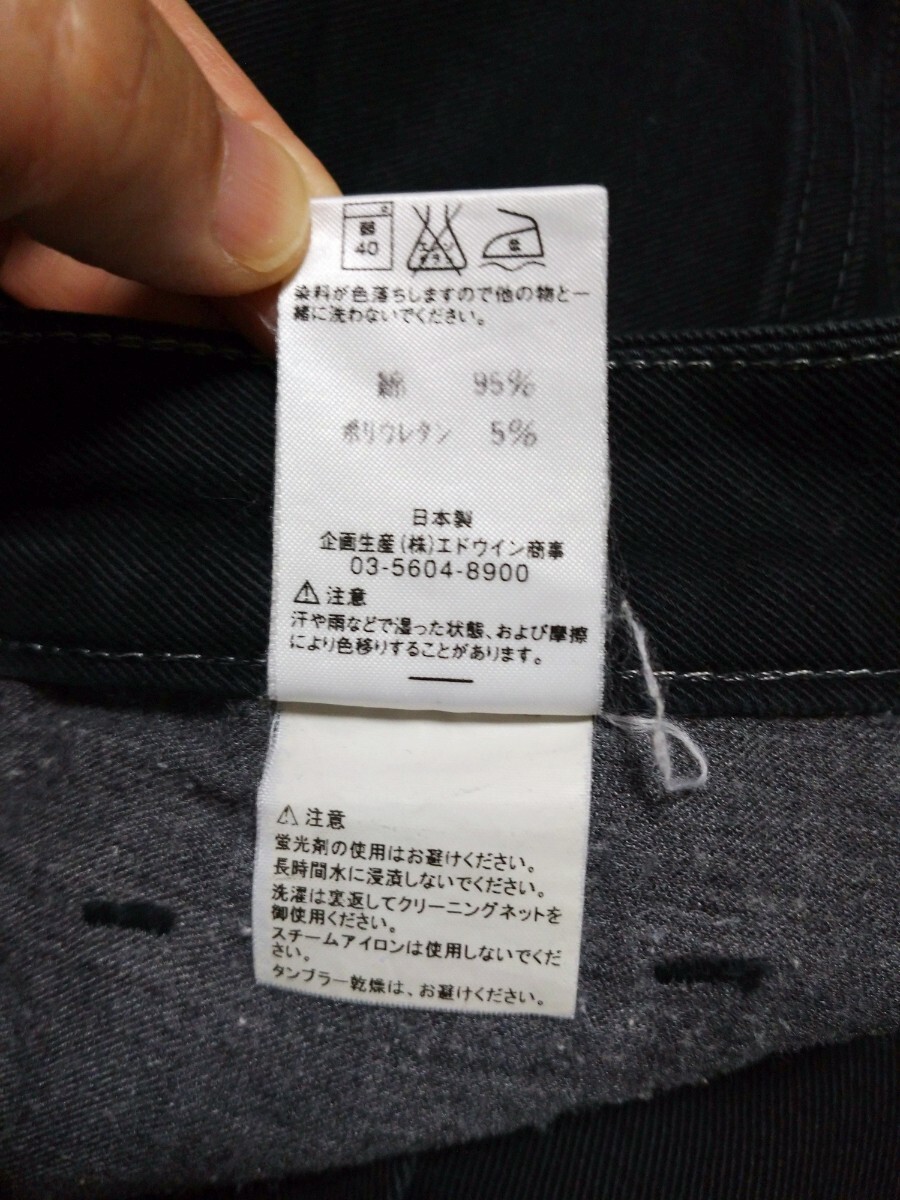 弱
40
エンソ
サラシ
低
染料が色落ちしますので他の物と一
緒に洗わないでください。
綿 95%
ポリウレタン 5%
日本製
企画生産(株)エドウイン商事
03-5604-8900
⚠ 注意
汗や雨などで湿った状態、および摩擦
により色移りすることがあります。
⚠ 注意
蛍光剤の使用はお避けください。
長時間水に浸漬しないでください。
洗濯は裏返してクリーニングネットを
御使用ください。
スチームアイロンは使用しないでくだ
さい。
タンブラー乾燥は、お避けください。